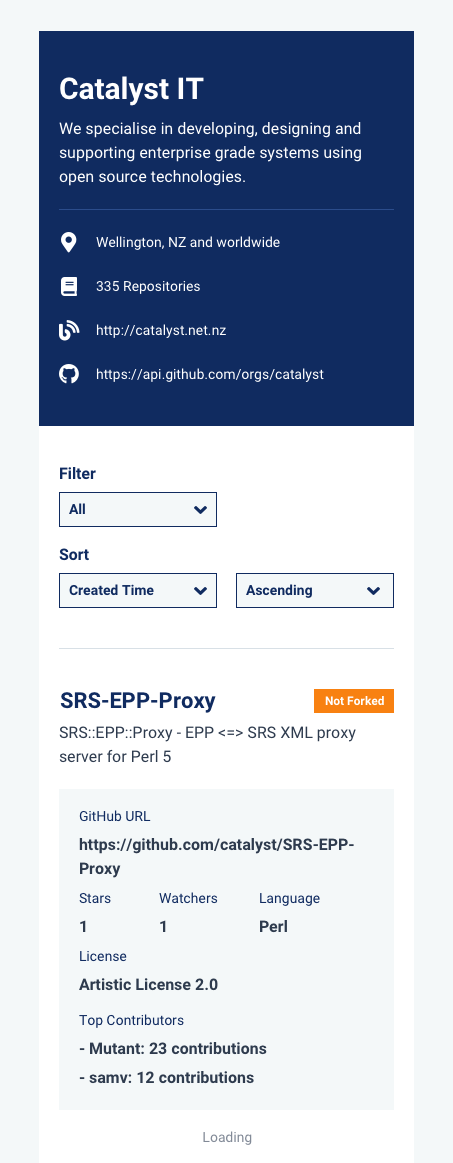 Catalyst IT
We specialise in developing, designing and
supporting enterprise grade systems using
open source technologies.
Wellington, NZ and worldwide
335 Repositories
http://catalyst.net.nz
https://api.github.com/orgs/catalyst
Filter
All
Sort
Created Time
Ascending
SRS-EPP-Proxy
Not Forked
SRS::EPP::Proxy - EPP <=> SRS XML proxy
server for Perl 5
GitHub URL
https://github.com/catalyst/SRS-EPP-
Proxy
Stars Watchers Language
1 1 Perl
License
Artistic License 2.0
Top Contributors
- Mutant: 23 contributions
- samv: 12 contributions
Loading